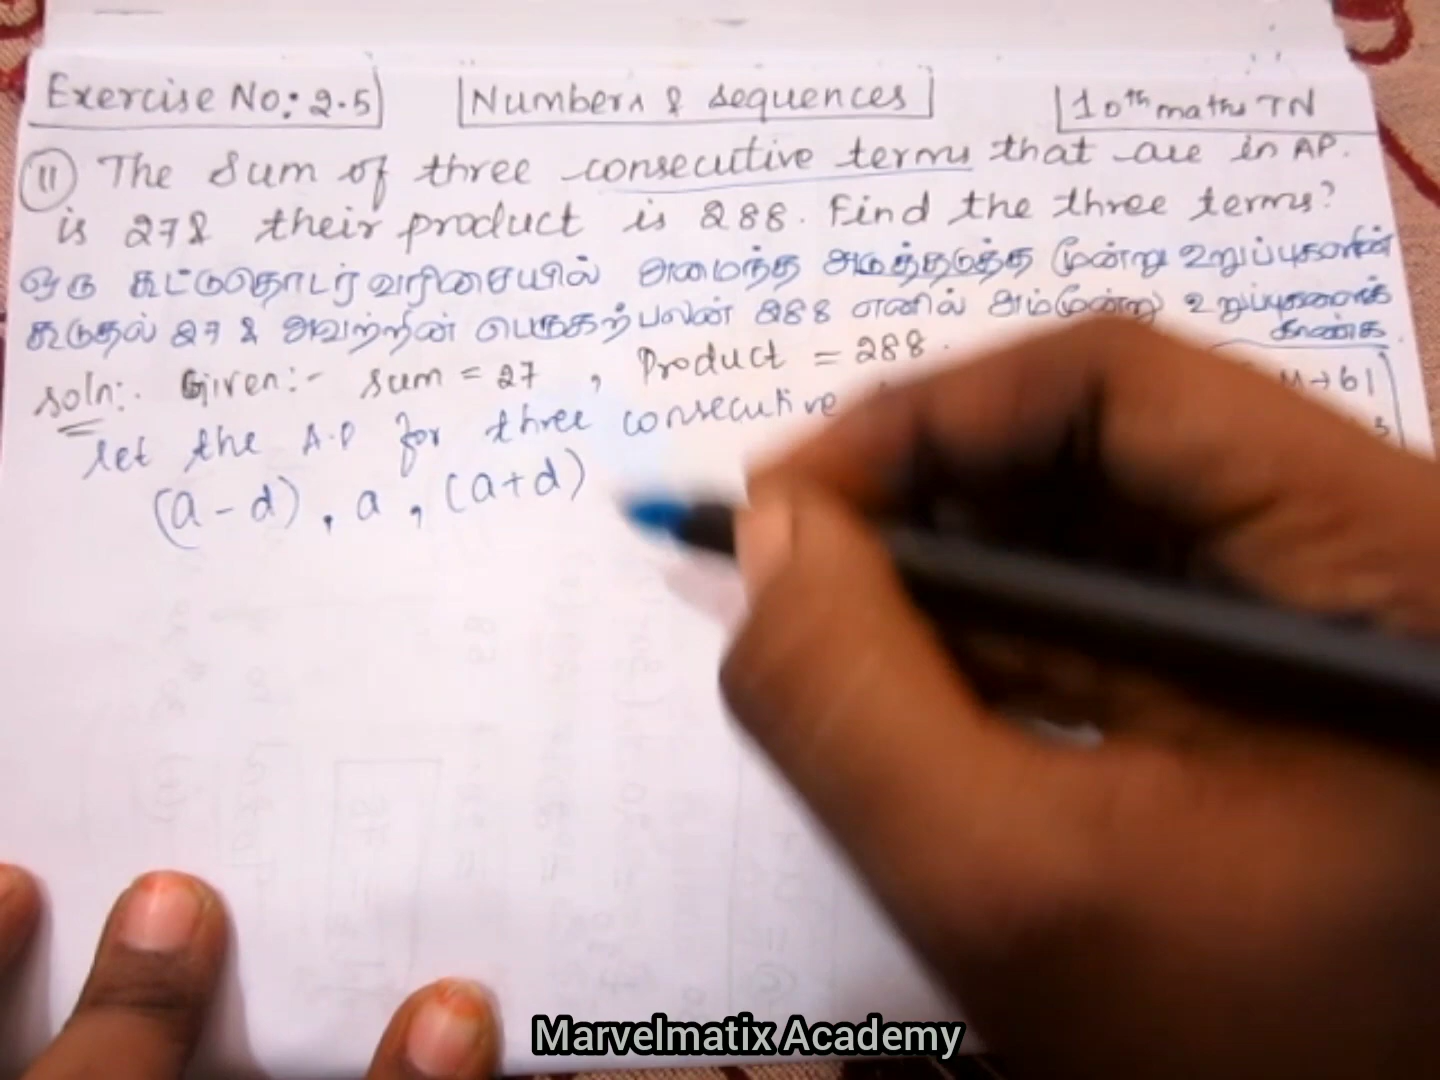 Exercise No: 2.5 Numbers & sequences 10th maths TN
11 The Sum of three consecutive terms that are in AP.
is 27 & their product is 288. Find the three terms?
ஒரு கூட்டுதொடர் வரிசையில் அமைந்த அடுத்தடுத்த மூன்று உறுப்புகளின்
கூடுதல் 27 & அவற்றின் பெருக்கற்பலன் 288 எனில் அம்மூன்று உறுப்புகளைக்
காண்க.
soln:. Given:- sum = 27 , Product = 288.
let the A.P for three consecutive
(a - d), a, (a+d)
Marvelmatix Academy